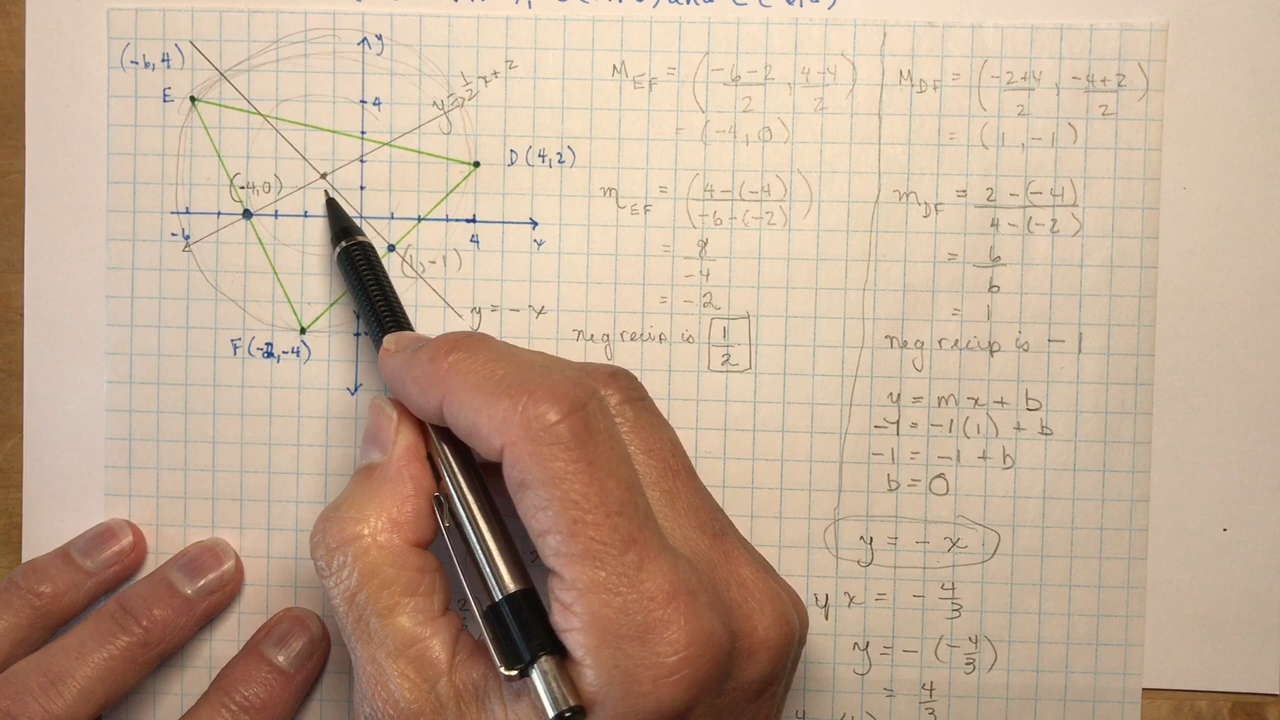 (-6,4)
E
y
4
y=1/2x+2
D(4,2)
(-4,0)
-6
4
x
(1,-1)
y = -x
F(-2,-4)
M_EF = (-6-2/2, 4-4/2)
= (-4,0)
m_EF = (4-(-4)/-6-(-2))
= 8/-4
= -2
neg recip is 1/2
M_DF = (-2+4/2, -4+2/2)
= (1,-1)
m_DF = 2-(-4)/4-(-2)
= 6/6
= 1
neg recip is -1
y = mx + b
-1 = -1(1) + b
-1 = -1 + b
b = 0
y = -x
y x = -4/3
y = -(-4/3)
= 4/3